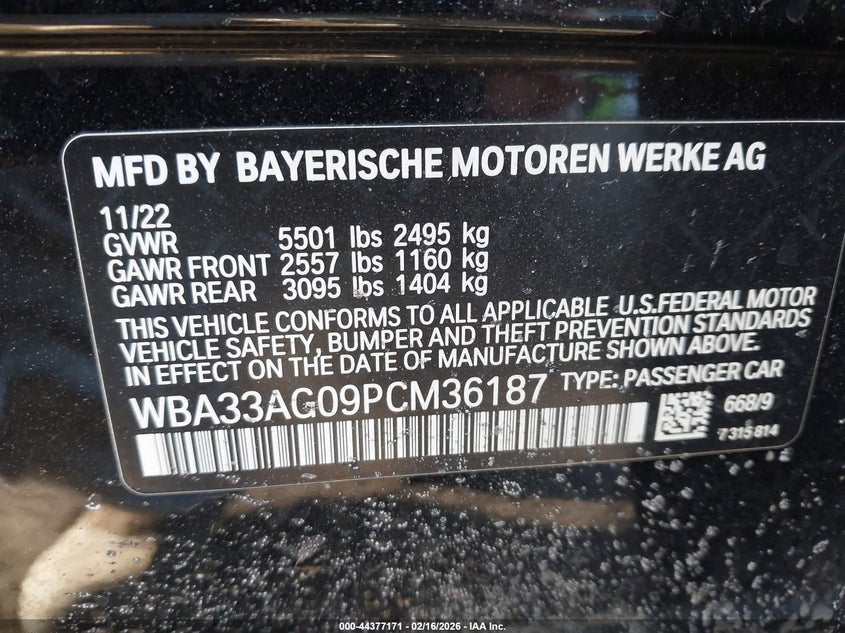 MFD BY BAYERISCHE MOTOREN WERKE AG
11/22
GVWR 5501 lbs 2495 kg
GAWR FRONT 2557 lbs 1160 kg
GAWR REAR 3095 lbs 1404 kg
THIS VEHICLE CONFORMS TO ALL APPLICABLE U.S.FEDERAL MOTOR
VEHICLE SAFETY, BUMPER AND THEFT PREVENTION STANDARDS
IN EFFECT ON THE DATE OF MANUFACTURE SHOWN ABOVE.
WBA33AG09PCM36187 TYPE: PASSENGER CAR
668/9
7315814
000-44377171 - 02/16/2026 - IAA Inc.